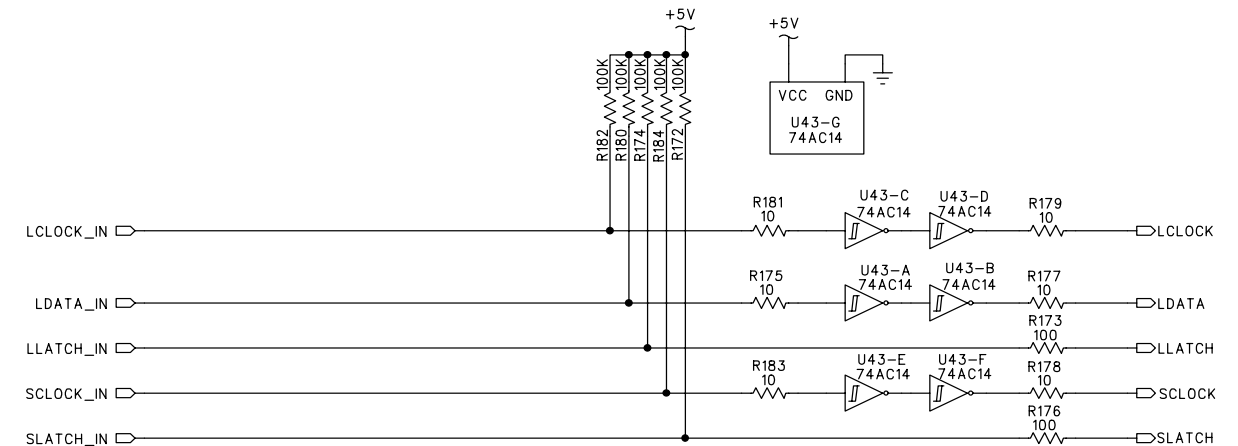 +5V
+5V
100K
100K
100K
100K
100K
R182
R180
R174
R184
R172
VCC GND
U43-G
74AC14
LCLOCK_IN
R181
10
U43-C
74AC14
U43-D
74AC14
R179
10
LCLOCK
LDATA_IN
R175
10
U43-A
74AC14
U43-B
74AC14
R177
10
LDATA
LLATCH_IN
R173
100
LLATCH
SCLOCK_IN
R183
10
U43-E
74AC14
U43-F
74AC14
R178
10
SCLOCK
SLATCH_IN
R176
100
SLATCH